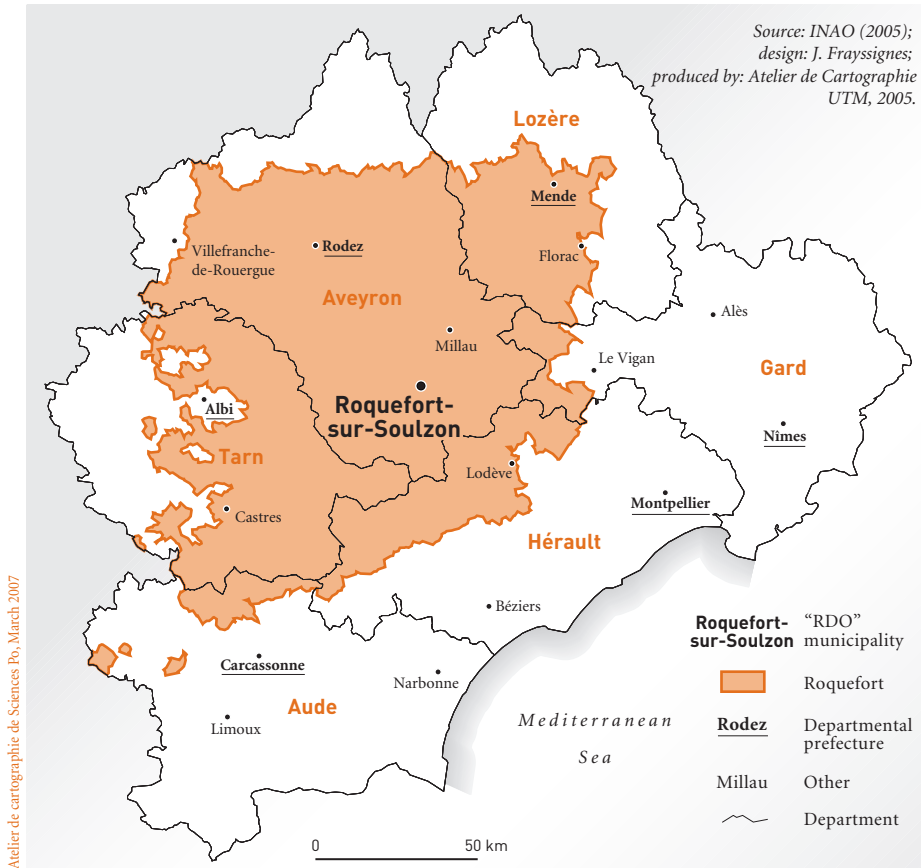 Source: INAO (2005);
design: J. Frayssignes;
produced by: Atelier de Cartographie
UTM, 2005.
Lozère
Mende
Villefranche-
de-Rouergue
Rodez
Florac
Aveyron
Alès
Millau
Le Vigan
Gard
Albi
Roquefort-
sur-Soulzon
Nîmes
Tarn
Lodève
Montpellier
Castres
Hérault
Béziers
Carcassonne
Narbonne
Aude
Limoux
Mediterranean
Sea
Roquefort-
sur-Soulzon
"RDO"
municipality
Roquefort
Rodez
Departmental
prefecture
Millau
Other
Department
0 50 km
Atelier de cartographie de Sciences Po, March 2007